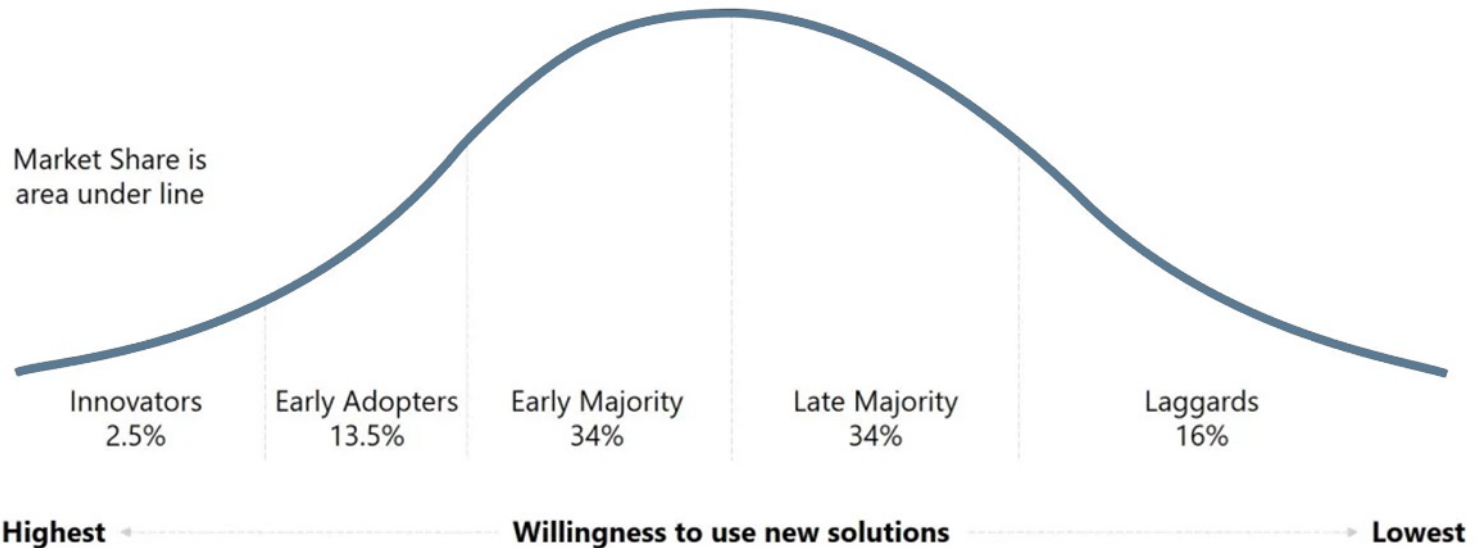 Market Share is
area under line
Innovators
2.5%
Early Adopters
13.5%
Early Majority
34%
Late Majority
34%
Laggards
16%
Highest
Willingness to use new solutions
Lowest